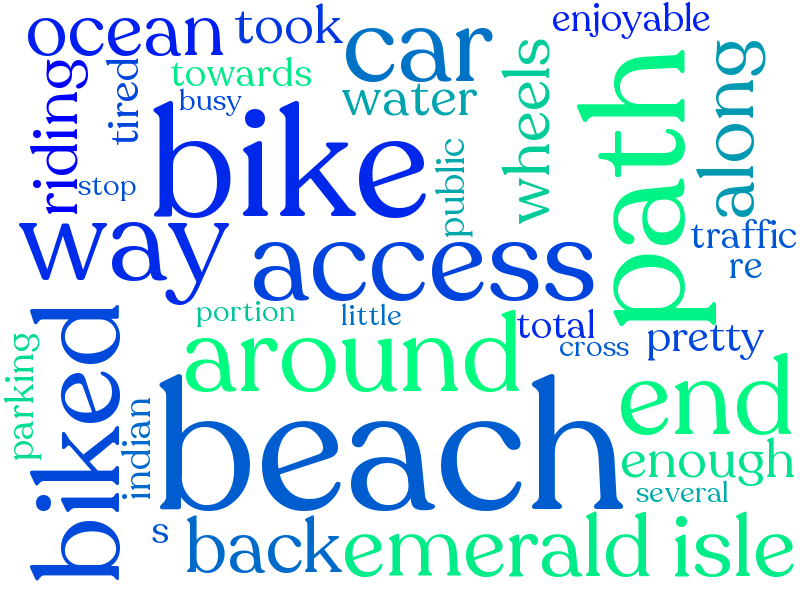 ocean took car enjoyable
riding tired towards water wheels path along
busy
stop bike public
way access traffic
re
portion little total
biked parking around cross pretty
indian beach end
enough
several
s back emerald isle